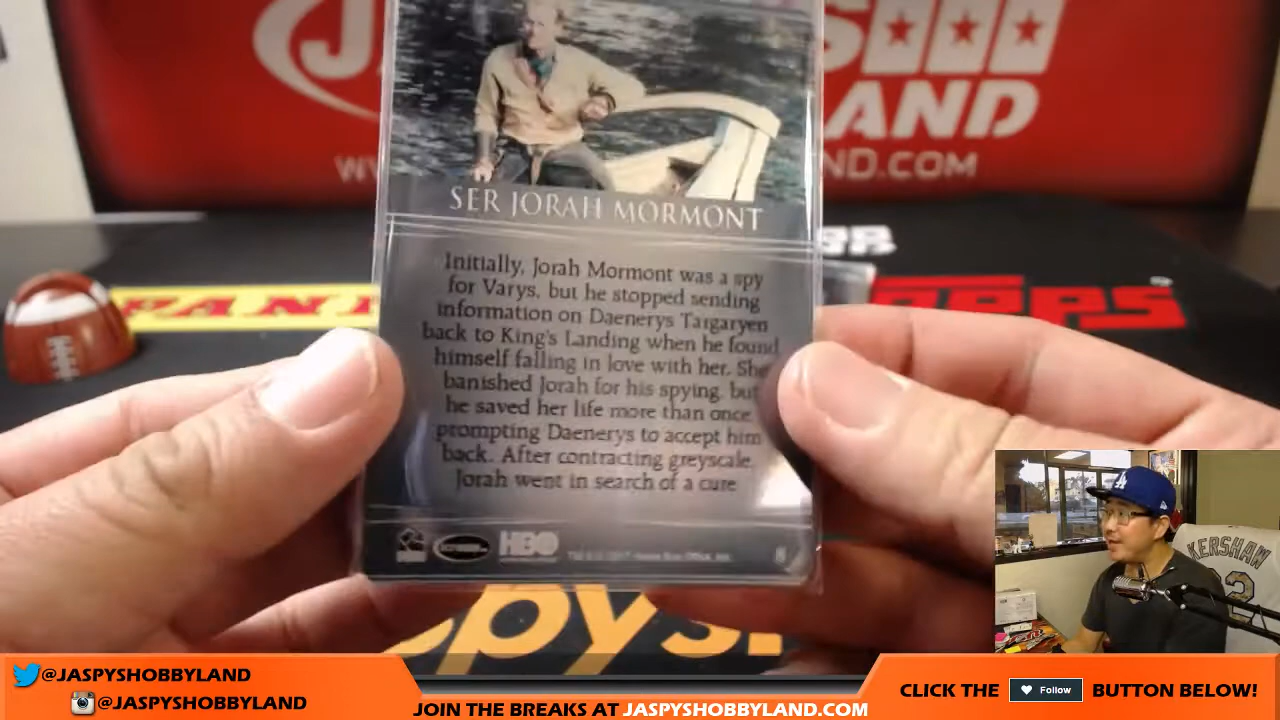 SER JORAH MORMONT
Initially, Jorah Mormont was a spy
for Varys, but he stopped sending
information on Daenerys Targaryen
back to King's Landing when he found
himself falling in love with her. She
banished Jorah for his spying, but
he saved her life more than once,
prompting Daenerys to accept him
back. After contracting greyscale,
Jorah went in search of a cure
HBO
8
PANINI
KERSHAW
@JASPYSHOBBYLAND
@JASPYSHOBBYLAND
JOIN THE BREAKS AT JASPYSHOBBYLAND.COM
CLICK THE Follow BUTTON BELOW!